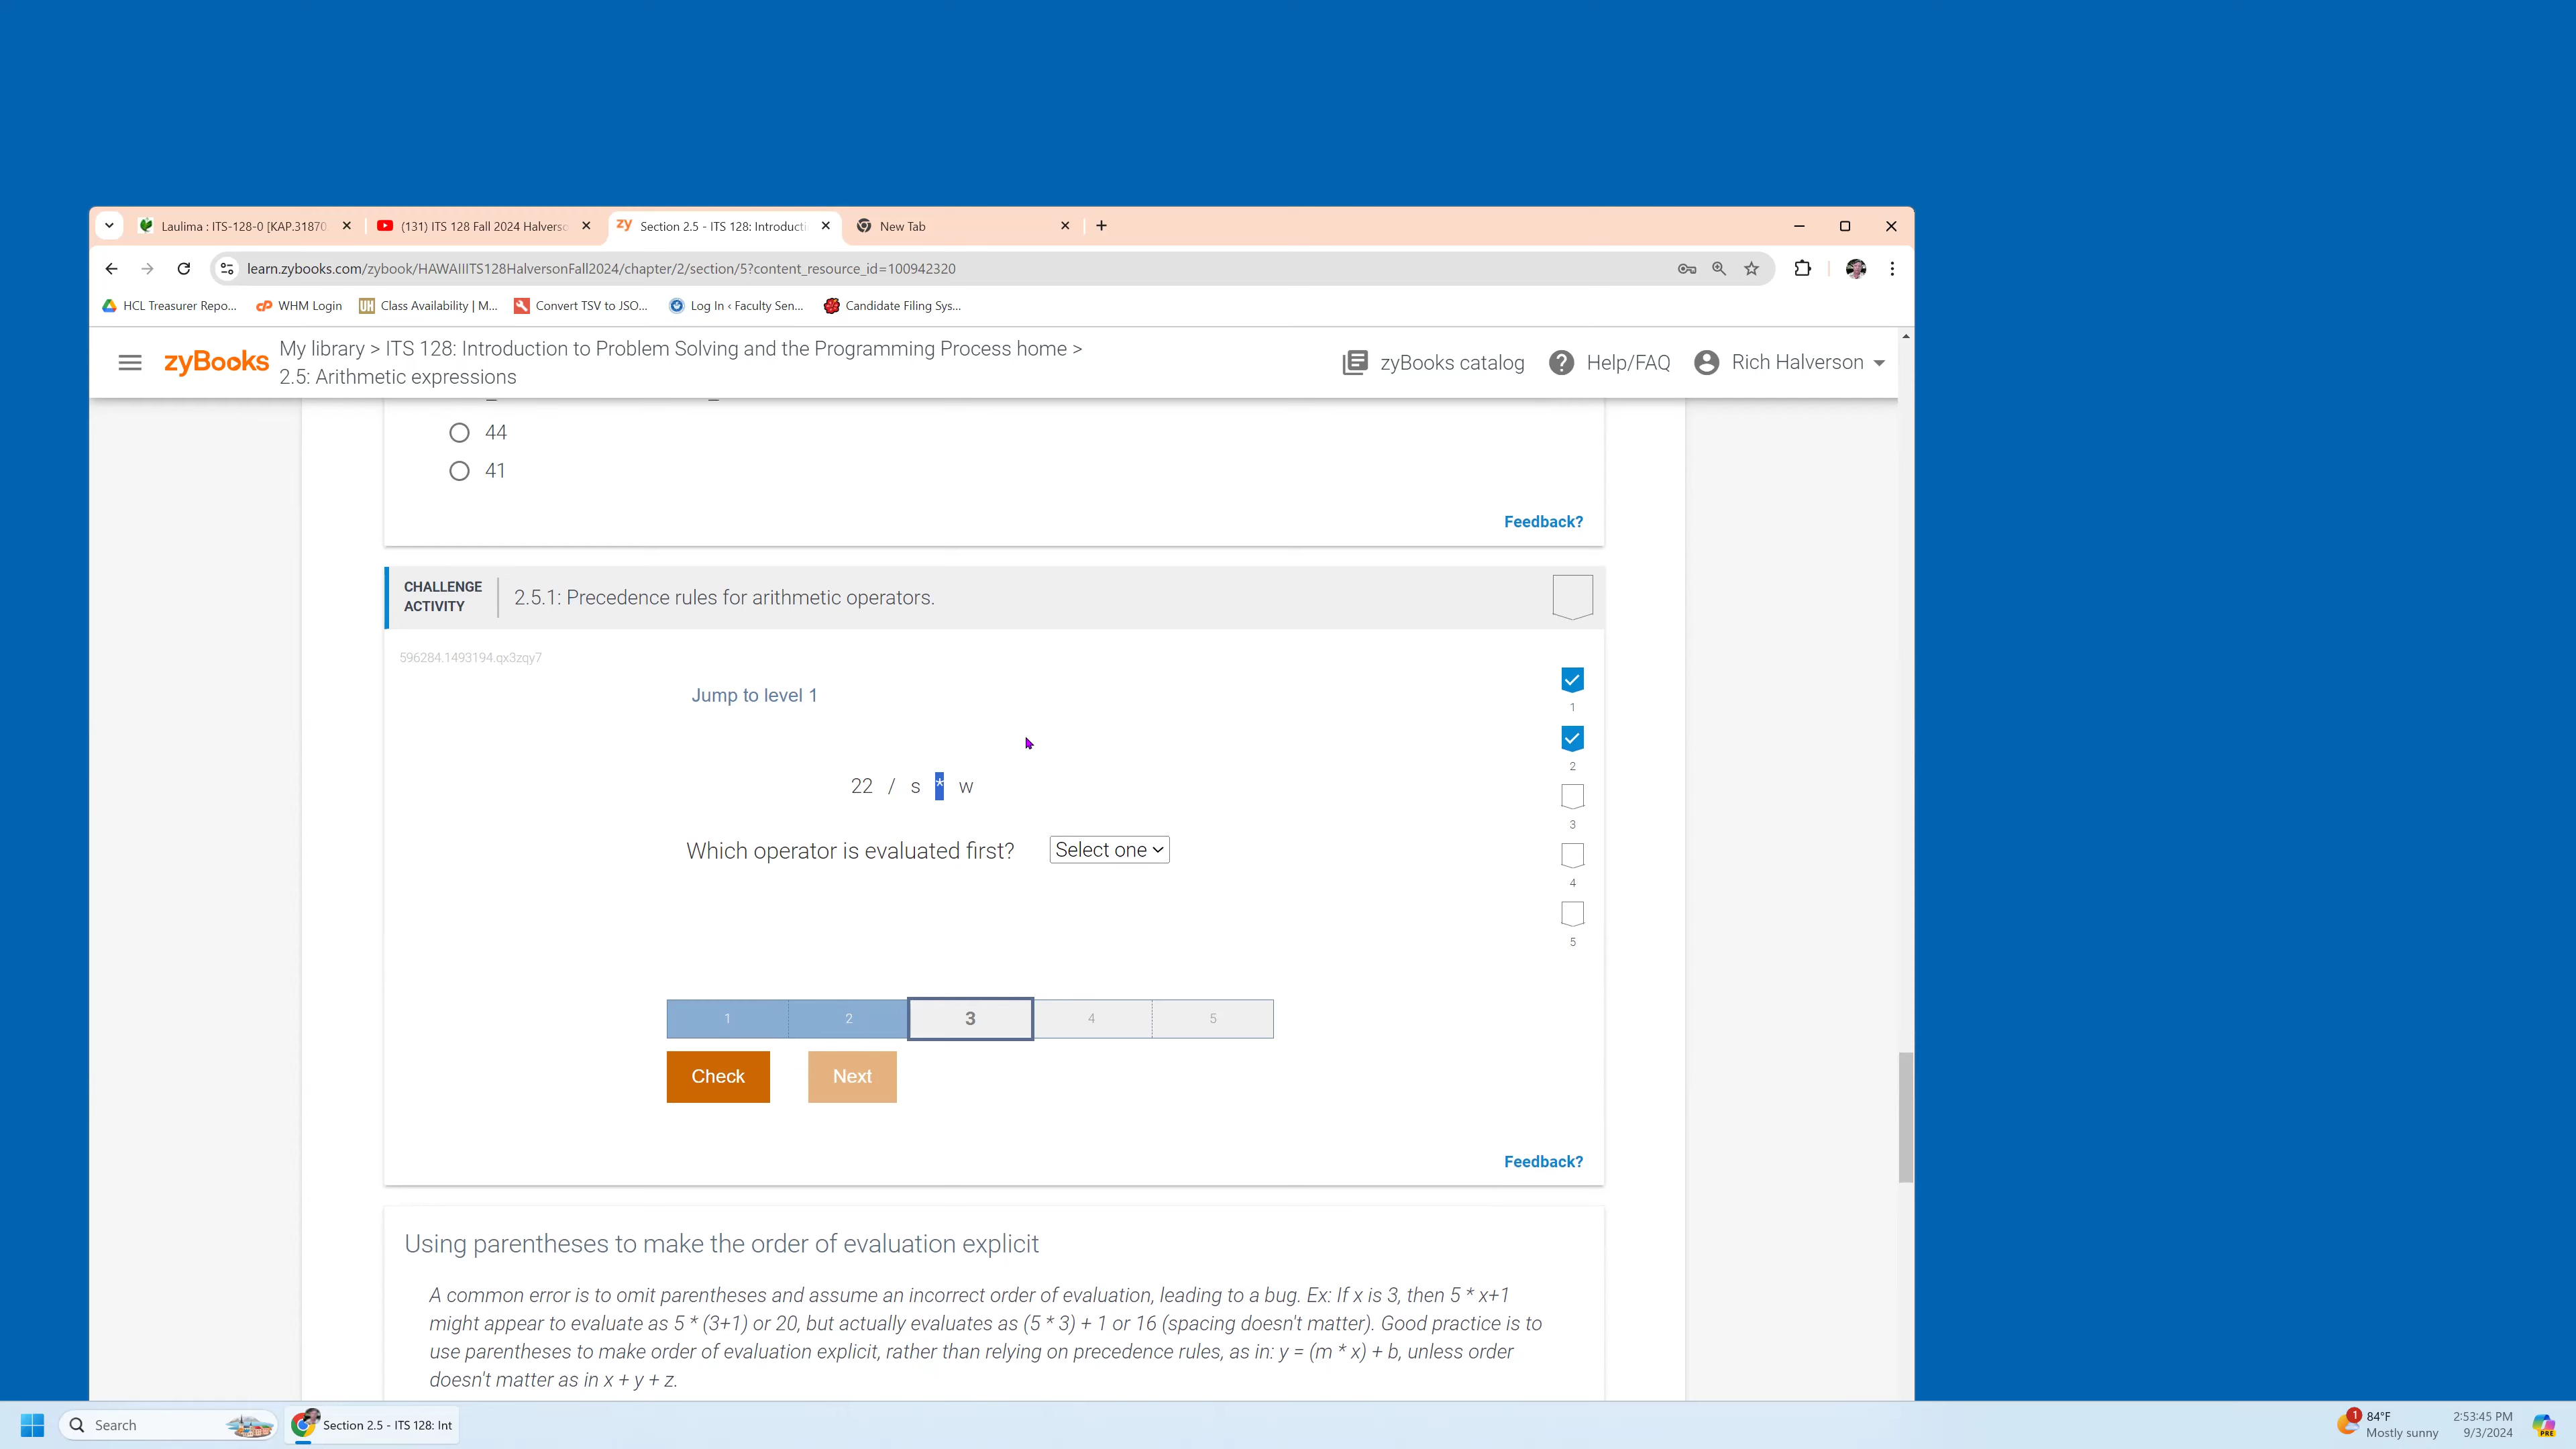 Laulima : ITS-128-0 [KAP.31870
(131) ITS 128 Fall 2024 Halverso
zy Section 2.5 - ITS 128: Introducti
New Tab
learn.zybooks.com/zybook/HAWAIIITS128HalversonFall2024/chapter/2/section/5?content_resource_id=100942320
HCL Treasurer Repo...
cP WHM Login
UH Class Availability | M...
Convert TSV to JSO...
Log In ‹ Faculty Sen...
Candidate Filing Sys...
zyBooks
My library > ITS 128: Introduction to Problem Solving and the Programming Process home >
2.5: Arithmetic expressions
zyBooks catalog
Help/FAQ
Rich Halverson
44
41
Feedback?
CHALLENGE
ACTIVITY
2.5.1: Precedence rules for arithmetic operators.
596284.1493194.qx3zqy7
Jump to level 1
1
22 / s * w
2
Which operator is evaluated first? Select one
3
4
5
1 2 3 4 5
Check Next
Feedback?
Using parentheses to make the order of evaluation explicit
A common error is to omit parentheses and assume an incorrect order of evaluation, leading to a bug. Ex: If x is 3, then 5 * x+1
might appear to evaluate as 5 * (3+1) or 20, but actually evaluates as (5 * 3) + 1 or 16 (spacing doesn't matter). Good practice is to
use parentheses to make order of evaluation explicit, rather than relying on precedence rules, as in: y = (m * x) + b, unless order
doesn't matter as in x + y + z.
Search
Section 2.5 - ITS 128: Int
1
84°F
Mostly sunny
2:53:45 PM
9/3/2024
PRE